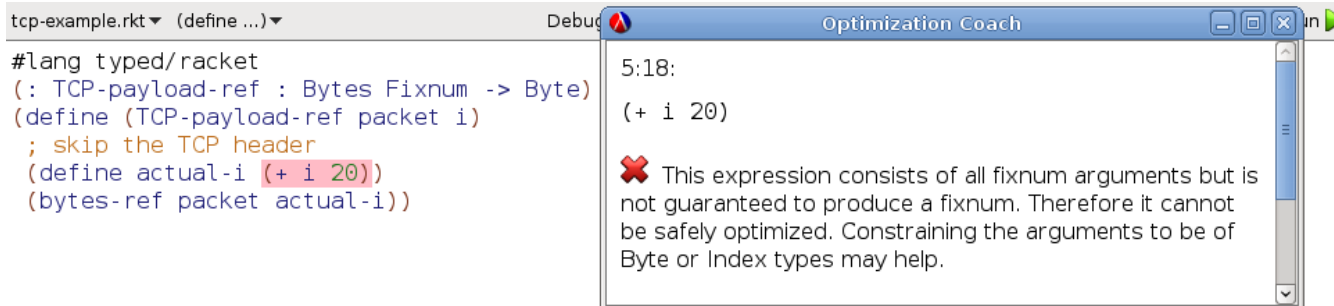 tcp-example.rkt (define ...)
#lang typed/racket
(: TCP-payload-ref : Bytes Fixnum -> Byte)
(define (TCP-payload-ref packet i)
; skip the TCP header
(define actual-i (+ i 20))
(bytes-ref packet actual-i))
Optimization Coach
5:18:
(+ i 20)
This expression consists of all fixnum arguments but is
not guaranteed to produce a fixnum. Therefore it cannot
be safely optimized. Constraining the arguments to be of
Byte or Index types may help.